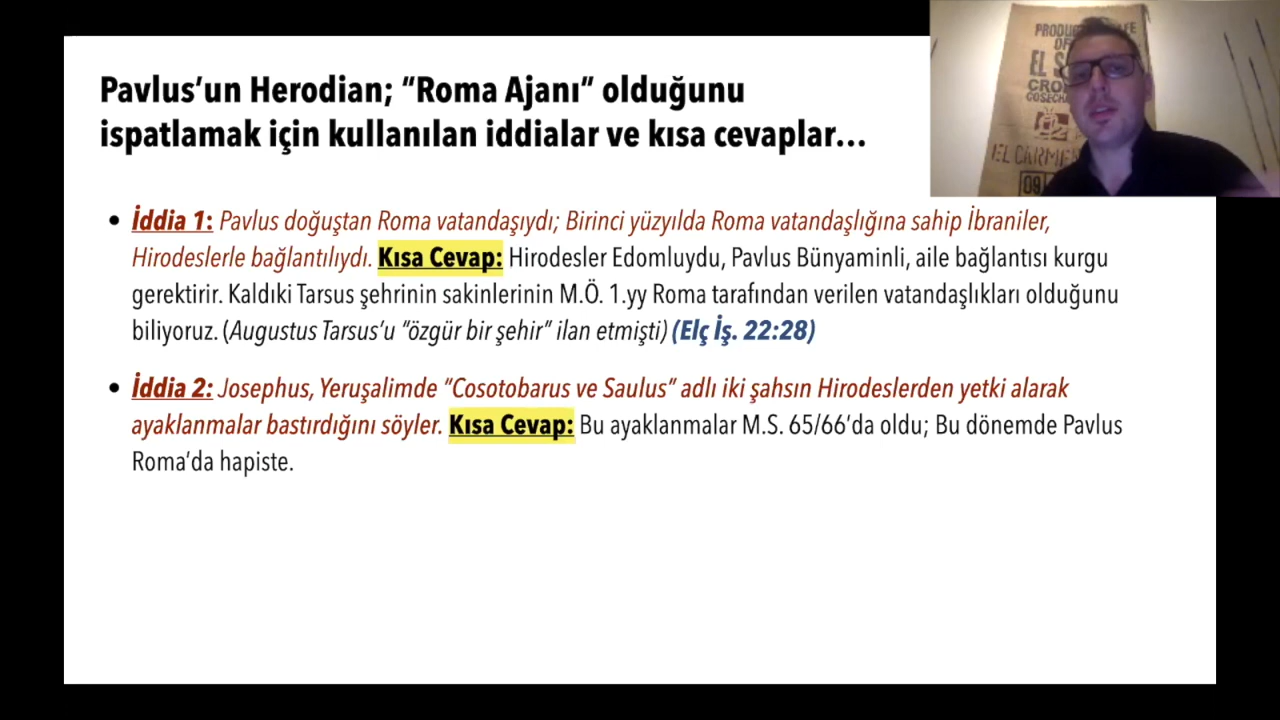 Pavlus’un Herodian; “Roma Ajanı” olduğunu
ispatlamak için kullanılan iddialar ve kısa cevaplar…
• İddia 1: Pavlus doğuştan Roma vatandaşıydı; Birinci yüzyılda Roma vatandaşlığına sahip İbraniler,
Hirodeslerle bağlantılıydı. Kısa Cevap: Hirodesler Edomluydu, Pavlus Bünyaminli, aile bağlantısı kurgu
gerektirir. Kaldıki Tarsus şehrinin sakinlerinin M.Ö. 1.yy Roma tarafından verilen vatandaşlıkları olduğunu
biliyoruz. (Augustus Tarsus’u “özgür bir şehir” ilan etmişti) (Elç İş. 22:28)
• İddia 2: Josephus, Yeruşalimde “Cosotobarus ve Saulus” adlı iki şahsın Hirodeslerden yetki alarak
ayaklanmalar bastırdığını söyler. Kısa Cevap: Bu ayaklanmalar M.S. 65/66’da oldu; Bu dönemde Pavlus
Roma’da hapiste.
OF
EL
09